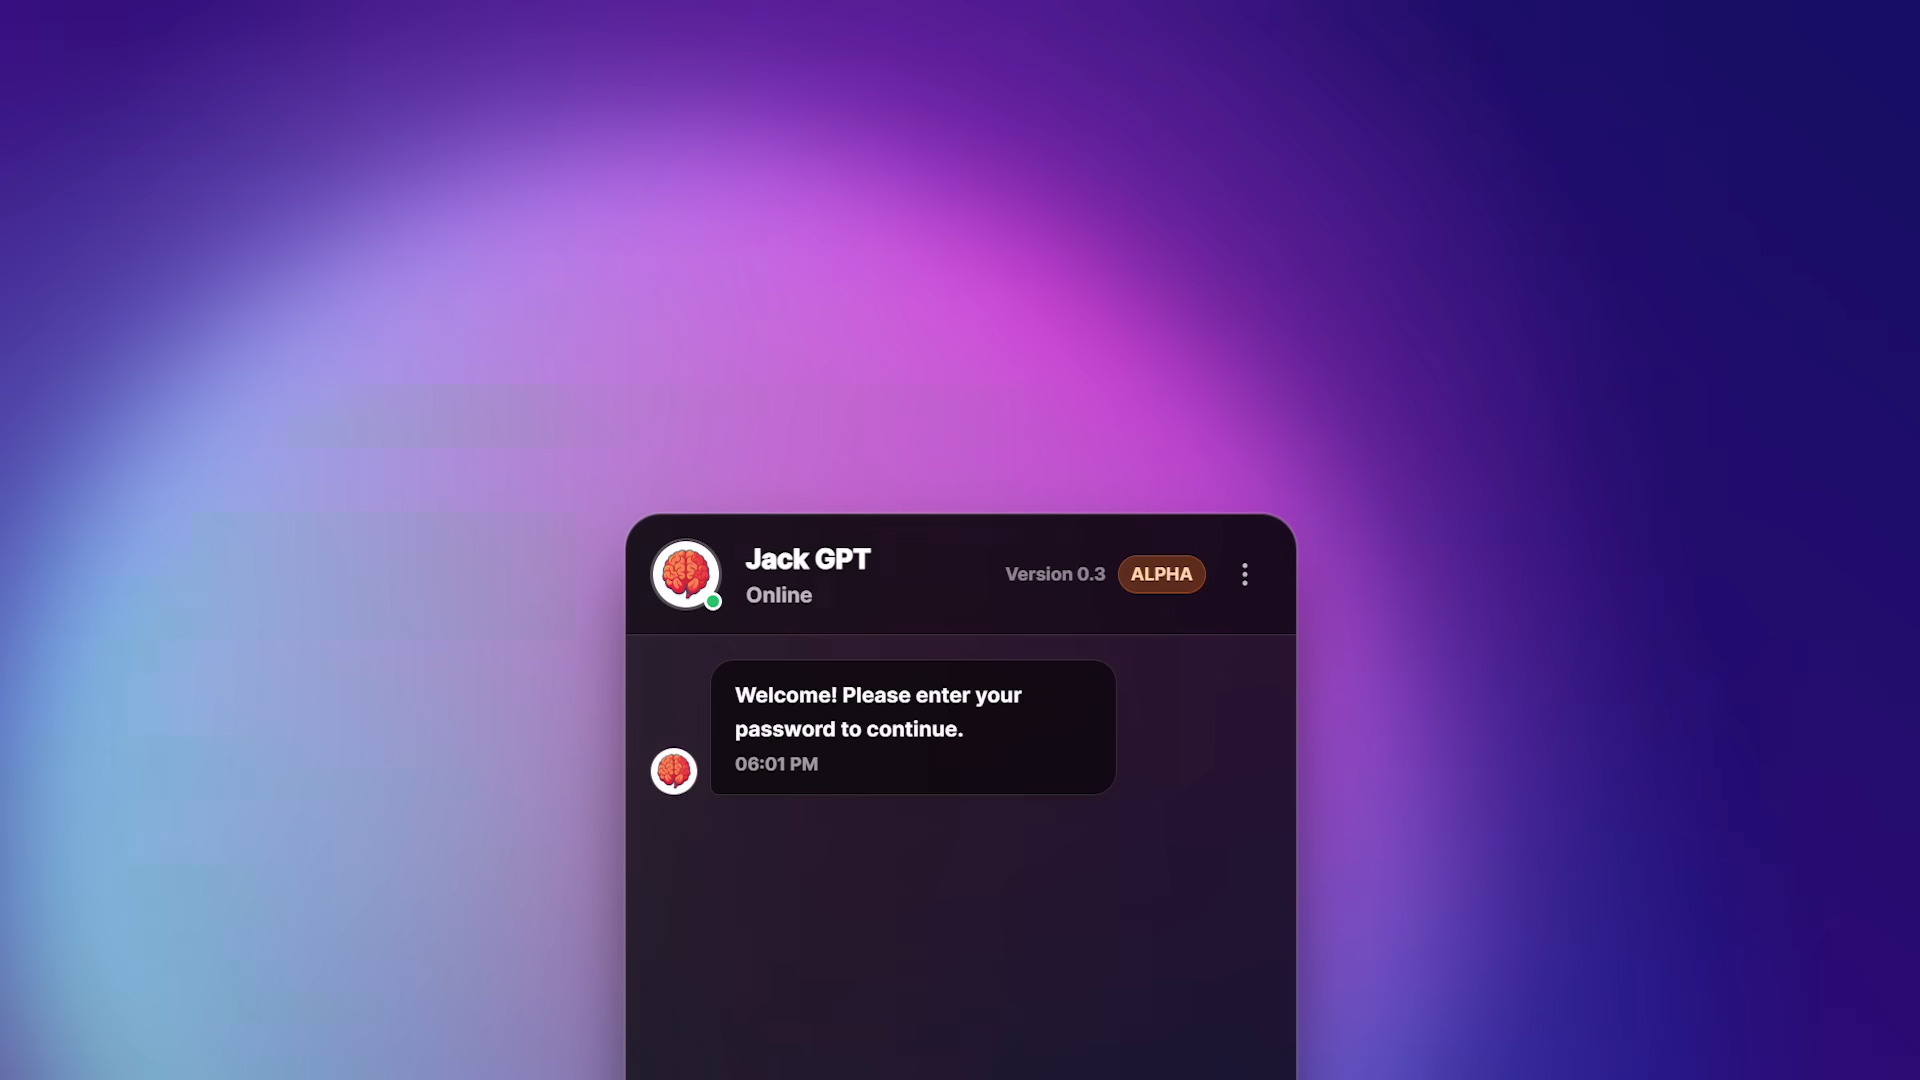 Jack GPT
Online
Version 0.3
ALPHA
Welcome! Please enter your
password to continue.
06:01 PM